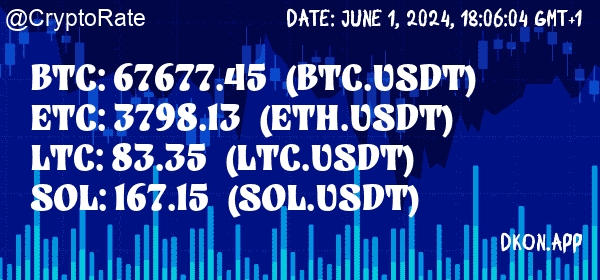 @CryptoRate
DATE: JUNE 1, 2024, 18:06:04 GMT+1
BTC: 67677.45 (BTC.USDT)
ETC: 3798.13 (ETH.USDT)
LTC: 83.35 (LTC.USDT)
SOL: 167.15 (SOL.USDT)
DKON.APP